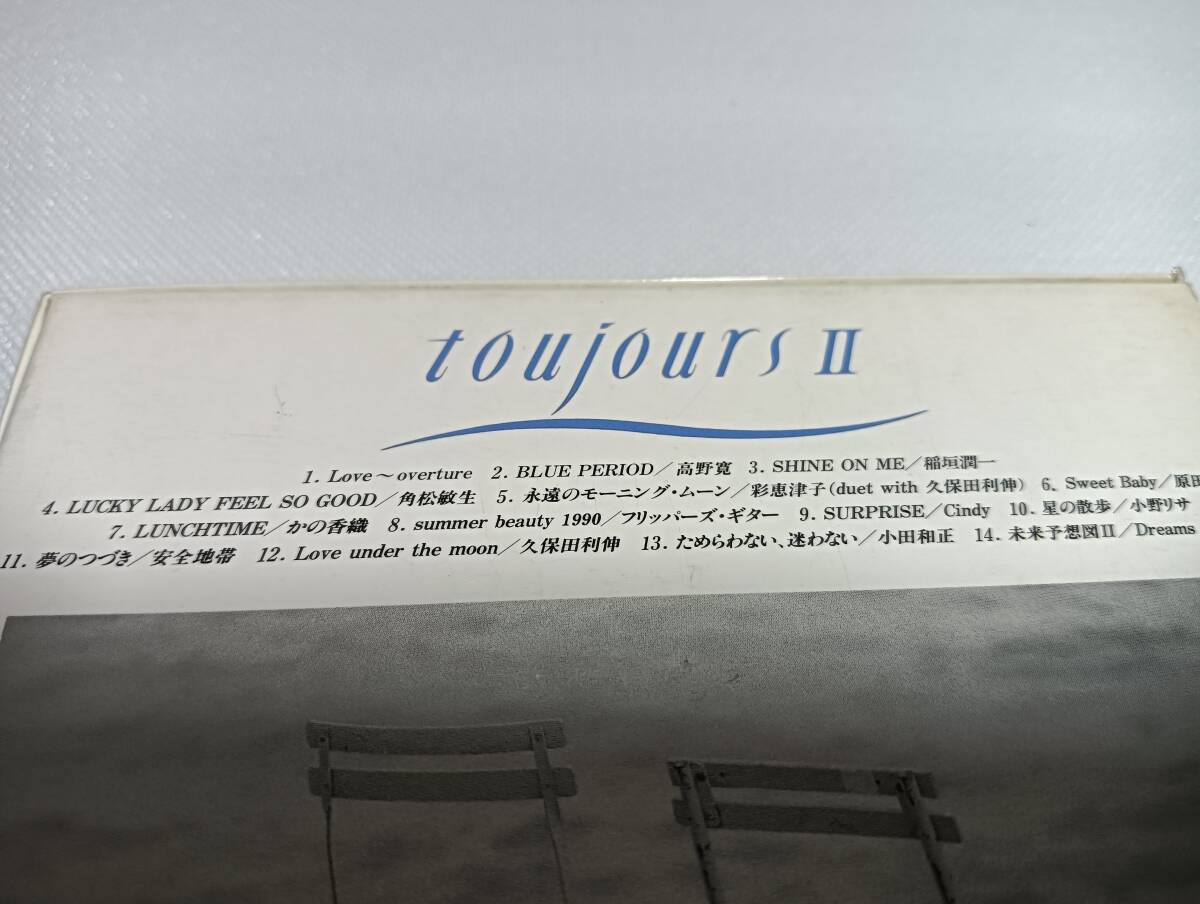 toujours II
1. Love～overture 2. BLUE PERIOD／高野寛 3. SHINE ON ME／稲垣潤一
4. LUCKY LADY FEEL SO GOOD／角松敏生 5. 永遠のモーニング・ムーン／彩恵津子(duet with 久保田利伸) 6. Sweet Baby／原田
7. LUNCHTIME／かの香織 8. summer beauty 1990／フリッパーズ・ギター 9. SURPRISE／Cindy 10. 星の散歩／小野リサ
11. 夢のつづき／安全地帯 12. Love under the moon／久保田利伸 13. ためらわない、迷わない／小田和正 14. 未来予想図II／Dreams